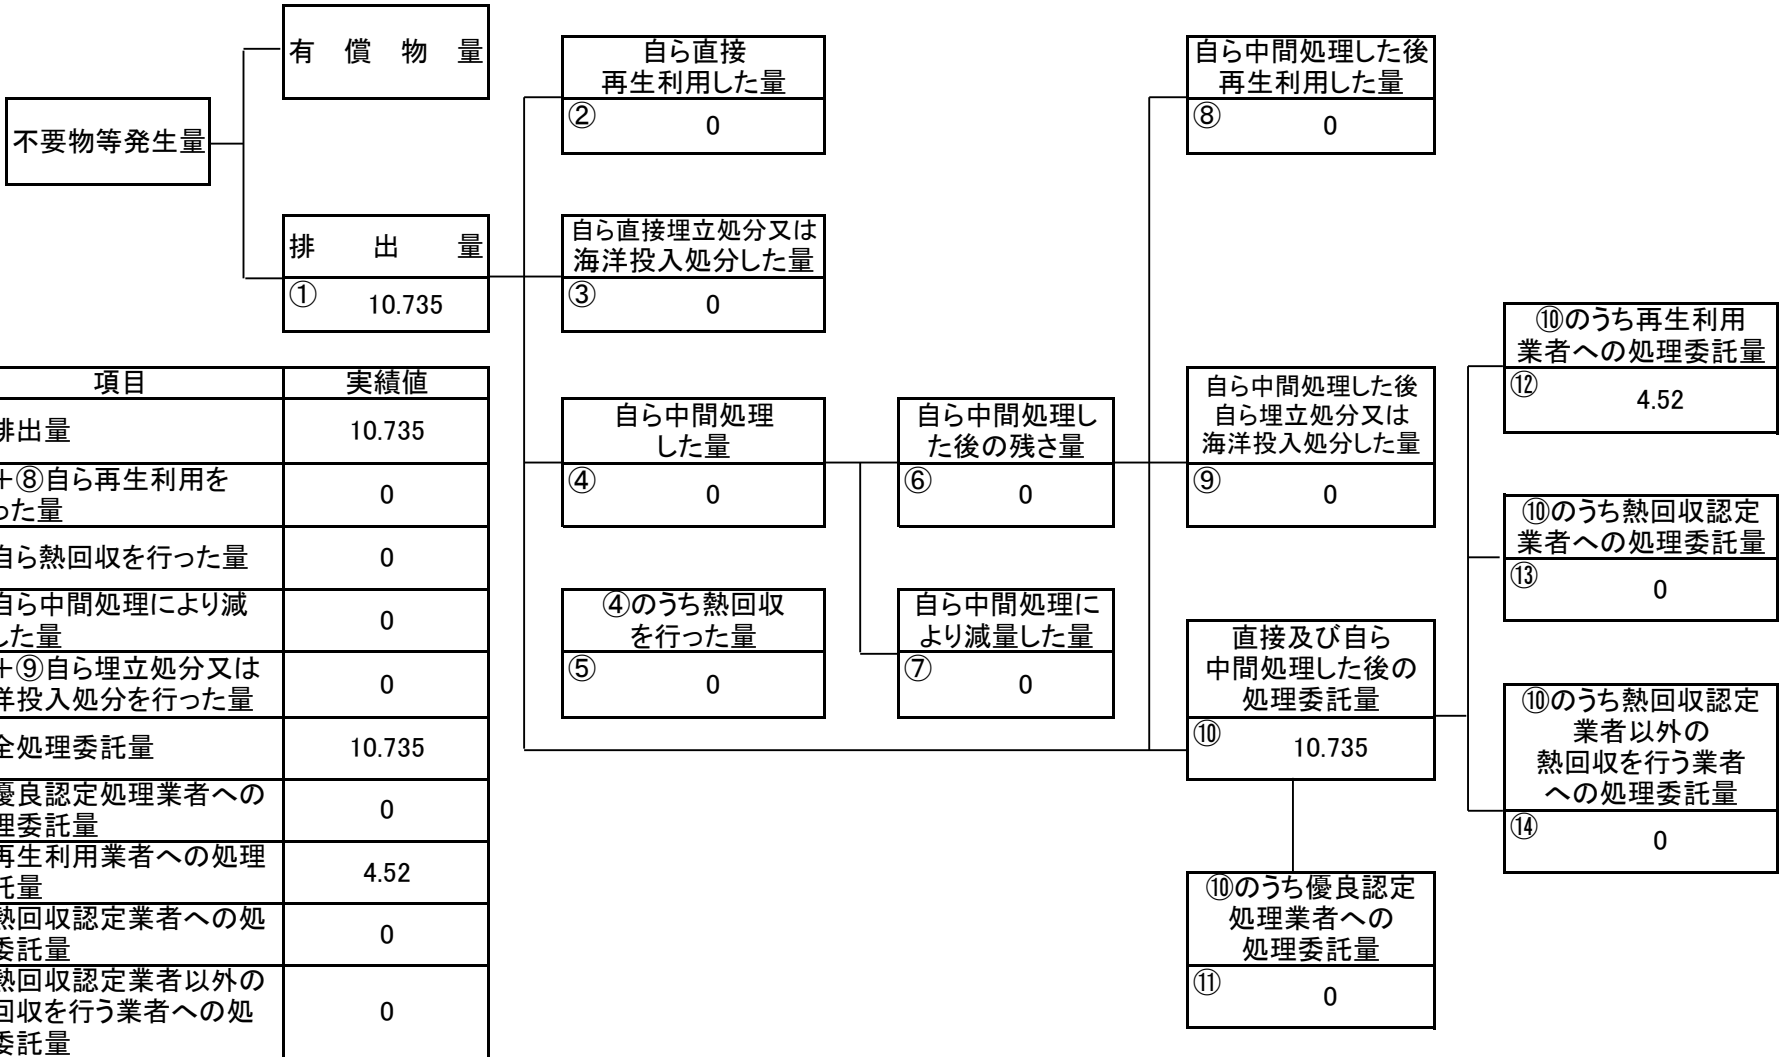 有償物量
不要物等発生量
排出量
① 10.735
自ら直接
再生利用した量
② 0
自ら直接埋立処分又は
海洋投入処分した量
③ 0
自ら中間処理
した量
④ 0
④のうち熱回収
を行った量
⑤ 0
自ら中間処理し
た後の残さ量
⑥ 0
自ら中間処理に
より減量した量
⑦ 0
自ら中間処理した後
再生利用した量
⑧ 0
自ら中間処理した後
自ら埋立処分又は
海洋投入処分した量
⑨ 0
直接及び自ら
中間処理した後の
処理委託量
⑩ 10.735
⑩のうち優良認定
処理業者への
処理委託量
⑪ 0
⑩のうち再生利用
業者への処理委託量
⑫ 4.52
⑩のうち熱回収認定
業者への処理委託量
⑬ 0
⑩のうち熱回収認定
業者以外の
熱回収を行う業者
への処理委託量
⑭ 0
項目 実績値
排出量 10.735
+⑧自ら再生利用を
った量 0
自ら熱回収を行った量 0
自ら中間処理により減
した量 0
+⑨自ら埋立処分又は
洋投入処分を行った量 0
全処理委託量 10.735
優良認定処理業者への
理委託量 0
再生利用業者への処理
託量 4.52
熱回収認定業者への処
委託量 0
熱回収認定業者以外の
回収を行う業者への処
委託量 0